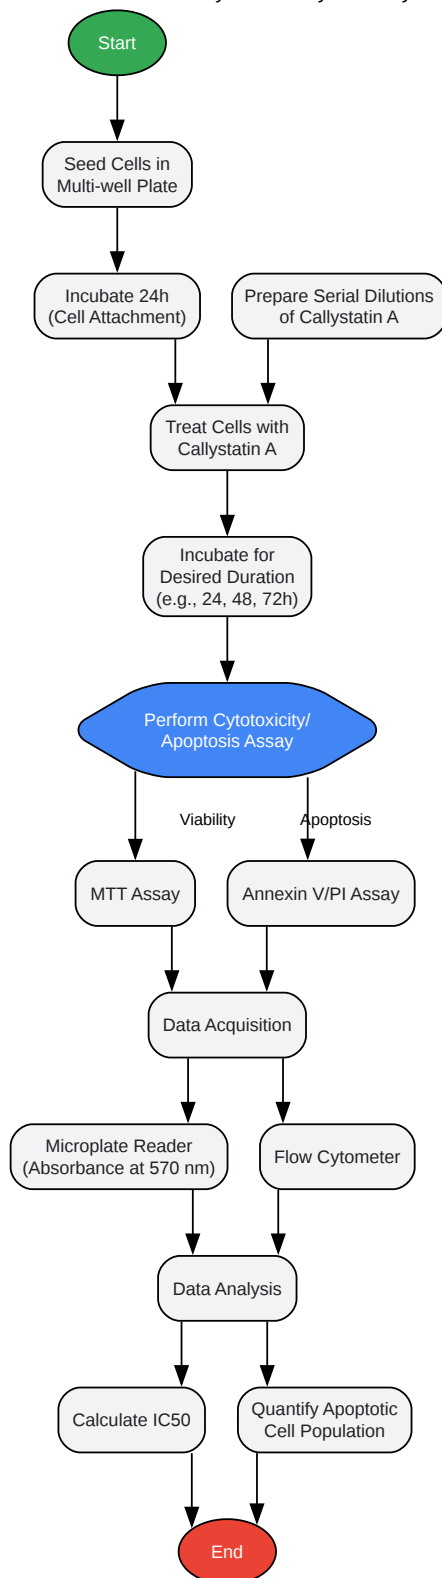 Start
Seed Cells in
Multi-well Plate
Incubate 24h
(Cell Attachment)
Prepare Serial Dilutions
of Callystatin A
Treat Cells with
Callystatin A
Incubate for
Desired Duration
(e.g., 24, 48, 72h)
Perform Cytotoxicity/
Apoptosis Assay
Viability
Apoptosis
MTT Assay
Annexin V/PI Assay
Data Acquisition
Microplate Reader
(Absorbance at 570 nm)
Flow Cytometer
Data Analysis
Calculate IC50
Quantify Apoptotic
Cell Population
End